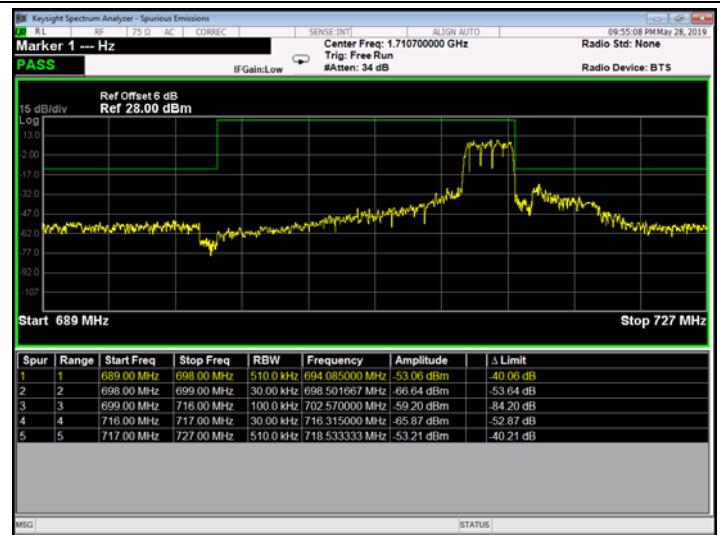 Keysight Spectrum Analyzer - Spurious Emissions
RL RF 75 Ω AC CORREC SENSE:INT ALIGN AUTO 09:55:08 PM May 28, 2019
Marker 1 --- Hz Center Freq: 1.710700000 GHz Radio Std: None
Trig: Free Run
PASS IFGain:Low #Atten: 34 dB Radio Device: BTS
Ref Offset 6 dB
15 dB/div Ref 28.00 dBm
Log
13.0
-2.00
-17.0
-32.0
-47.0
-62.0
-77.0
-92.0
-107
Start 689 MHz Stop 727 MHz
Spur Range Start Freq Stop Freq RBW Frequency Amplitude Δ Limit
1 1 689.00 MHz 698.00 MHz 510.0 kHz 694.085000 MHz -53.06 dBm -40.06 dB
2 2 698.00 MHz 699.00 MHz 30.00 kHz 698.501667 MHz -66.64 dBm -53.64 dB
3 3 699.00 MHz 716.00 MHz 100.0 kHz 702.570000 MHz -59.20 dBm -84.20 dB
4 4 716.00 MHz 717.00 MHz 30.00 kHz 716.315000 MHz -65.87 dBm -52.87 dB
5 5 717.00 MHz 727.00 MHz 510.0 kHz 718.533333 MHz -53.21 dBm -40.21 dB
MSG STATUS